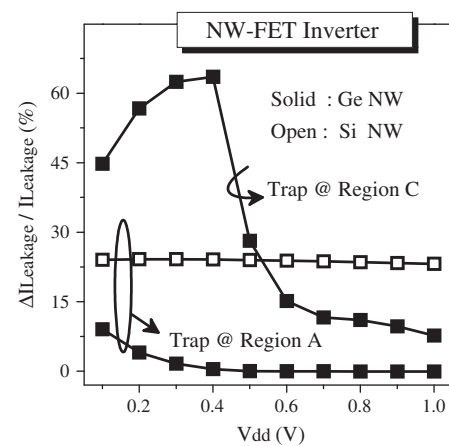 NW-FET Inverter
Solid : Ge NW
Open : Si NW
Trap @ Region C
Trap @ Region A
ΔILeakage / ILeakage (%)
60
45
30
15
0
0.2
0.4
0.6
0.8
1.0
Vdd (V)